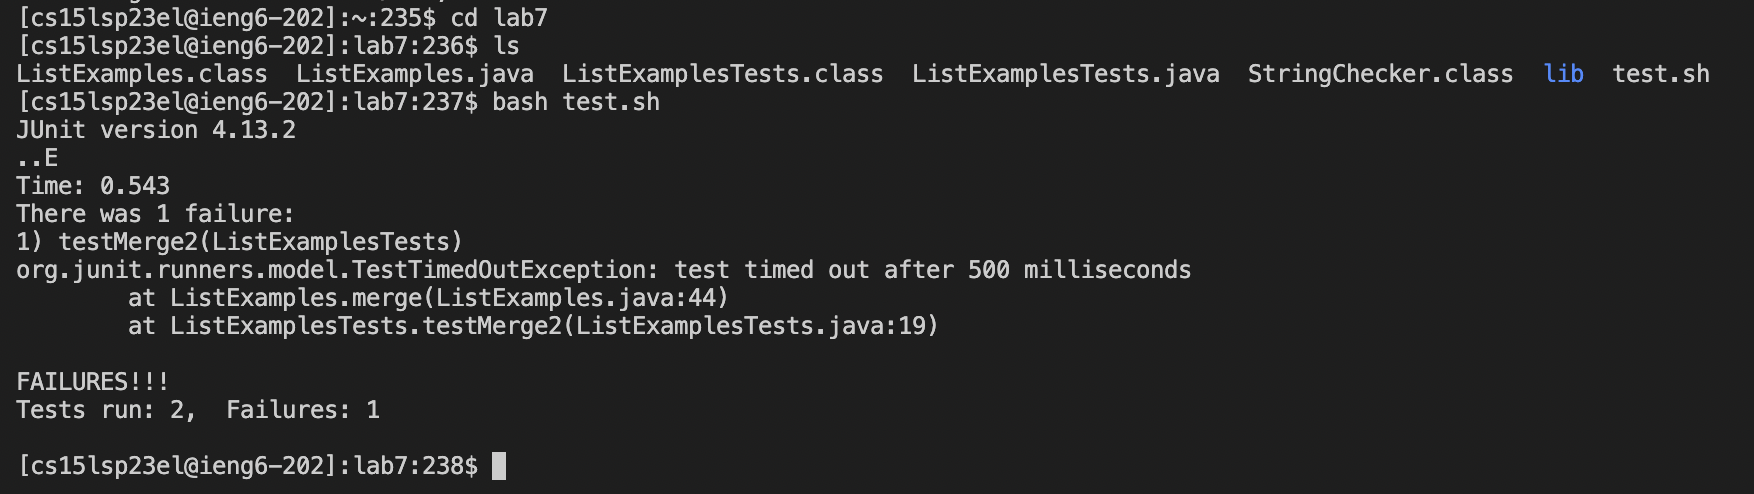 [cs15lsp23el@ieng6-202]:~:235$ cd lab7
[cs15lsp23el@ieng6-202]:lab7:236$ ls
ListExamples.class  ListExamples.java  ListExamplesTests.class  ListExamplesTests.java  StringChecker.class  lib  test.sh
[cs15lsp23el@ieng6-202]:lab7:237$ bash test.sh
JUnit version 4.13.2
..E
Time: 0.543
There was 1 failure:
1) testMerge2(ListExamplesTests)
org.junit.runners.model.TestTimedOutException: test timed out after 500 milliseconds
        at ListExamples.merge(ListExamples.java:44)
        at ListExamplesTests.testMerge2(ListExamplesTests.java:19)
FAILURES!!!
Tests run: 2,  Failures: 1
[cs15lsp23el@ieng6-202]:lab7:238$